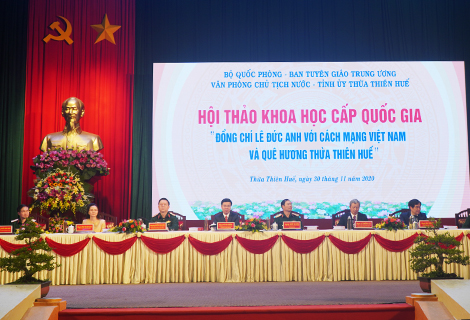 BỘ QUỐC PHÒNG - BAN TUYÊN GIÁO TRUNG ƯƠNG
VĂN PHÒNG CHỦ TỊCH NƯỚC - TỈNH ỦY THỪA THIÊN HUẾ
HỘI THẢO KHOA HỌC CẤP QUỐC GIA
"ĐỒNG CHÍ LÊ ĐỨC ANH VỚI CÁCH MẠNG VIỆT NAM
VÀ QUÊ HƯƠNG THỪA THIÊN HUẾ"
Thừa Thiên Huế, ngày 30 tháng 11 năm 2020